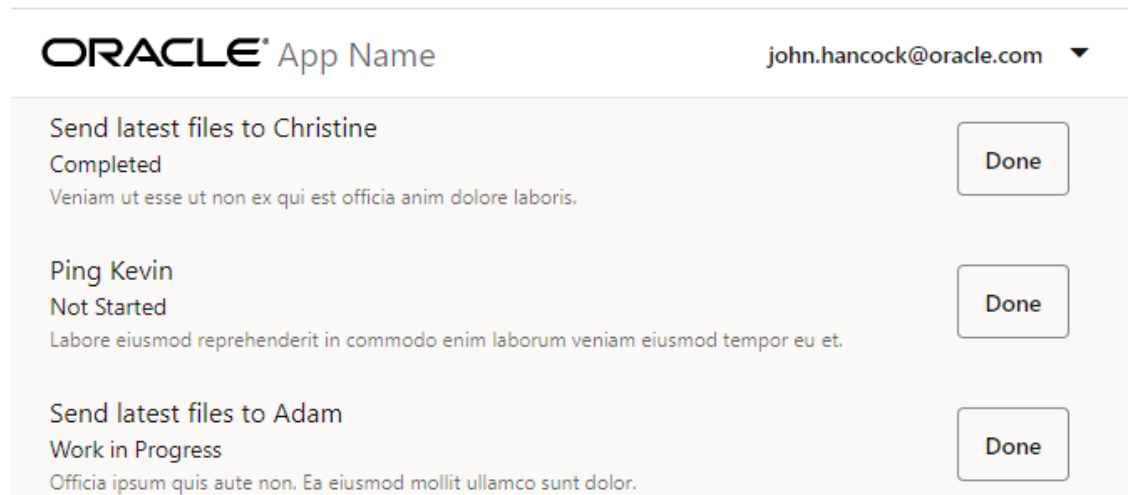 ORACLE® App Name john.hancock@oracle.com
Send latest files to Christine
Completed
Veniam ut esse ut non ex qui est officia anim dolore laboris.
Done
Ping Kevin
Not Started
Labore eiusmod reprehenderit in commodo enim laborum veniam eiusmod tempor eu et.
Done
Send latest files to Adam
Work in Progress
Officia ipsum quis aute non. Ea eiusmod mollit ullamco sunt dolor.
Done